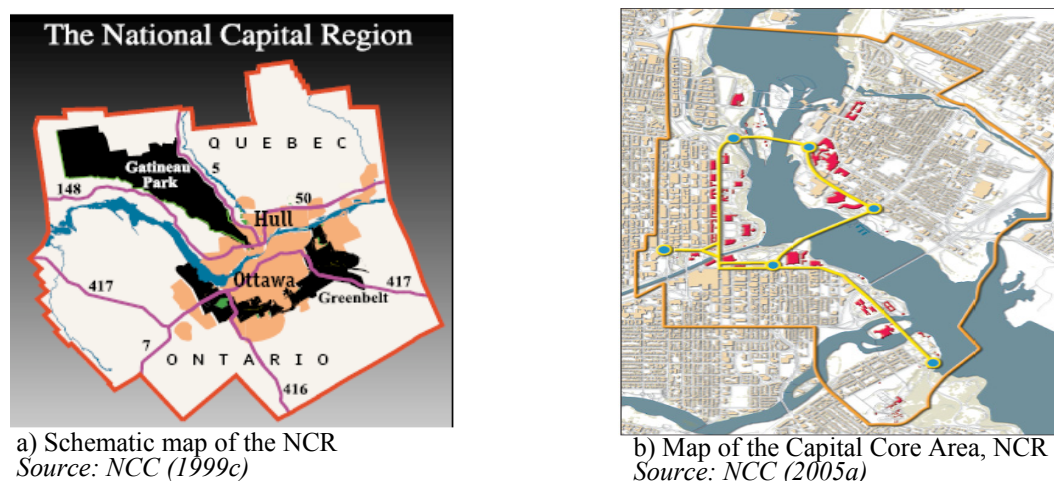 The National Capital Region
QUEBEC
Gatineau
Park
5
148
50
Hull
Ottawa
417
417
Greenbelt
7
ONTARIO
416
a) Schematic map of the NCR
Source: NCC (1999c)
b) Map of the Capital Core Area, NCR
Source: NCC (2005a)